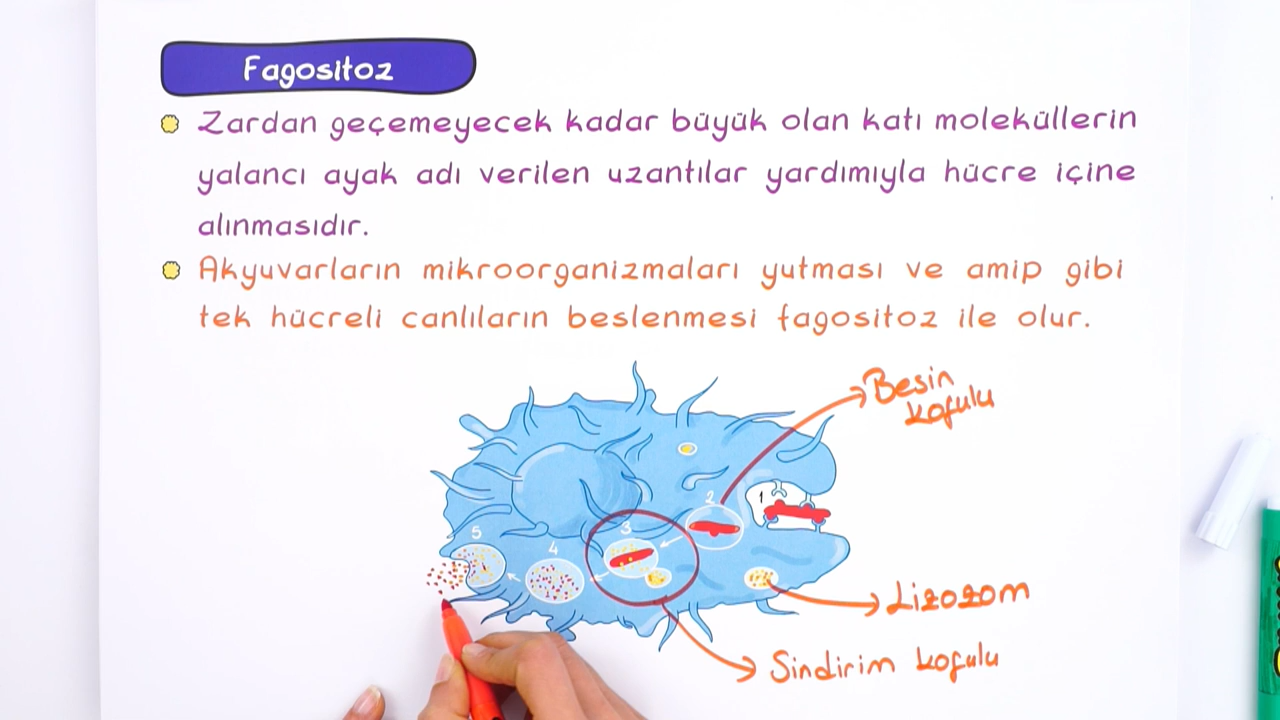 Fagositoz
Zardan geçemeyecek kadar büyük olan katı moleküllerin
yalancı ayak adı verilen uzantılar yardımıyla hücre içine
alınmasıdır.
Akyuvarların mikroorganizmaları yutması ve amip gibi
tek hücreli canlıların beslenmesi fagositoz ile olur.
Besin
kofulu
1
2
3
4
5
Lizozom
Sindirim kofulu